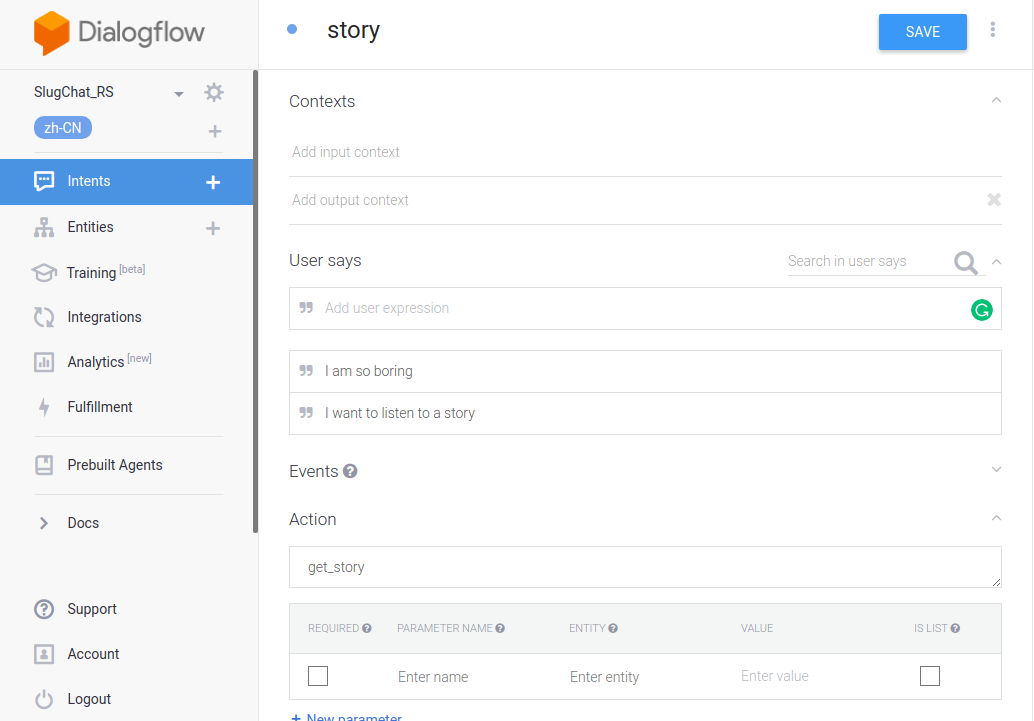 Dialogflow
SlugChat_RS
zh-CN
Intents
Entities
Training [beta]
Integrations
Analytics [new]
Fulfillment
Prebuilt Agents
Docs
Support
Account
Logout
story
SAVE
Contexts
Add input context
Add output context
User says
Search in user says
Add user expression
I am so boring
I want to listen to a story
Events
Action
get_story
REQUIRED PARAMETER NAME ENTITY VALUE IS LIST
Enter name Enter entity Enter value
+ New parameter